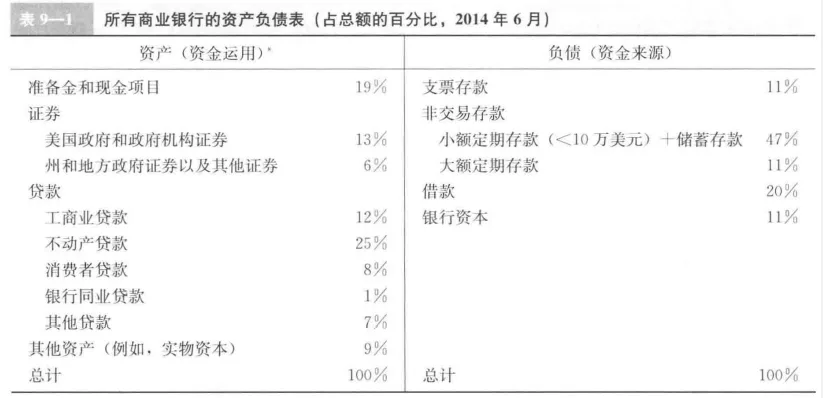 表 9—1 所有商业银行的资产负债表（占总额的百分比，2014 年 6 月）
资产（资金运用）* 负债（资金来源）
准备金和现金项目 19% 支票存款 11%
证券 非交易存款
美国政府和政府机构证券 13% 小额定期存款（<10 万美元）+储蓄存款 47%
州和地方政府证券以及其他证券 6% 大额定期存款 11%
贷款 借款 20%
工商业贷款 12% 银行资本 11%
不动产贷款 25%
消费者贷款 8%
银行同业贷款 1%
其他贷款 7%
其他资产（例如，实物资本） 9%
总计 100% 总计 100%